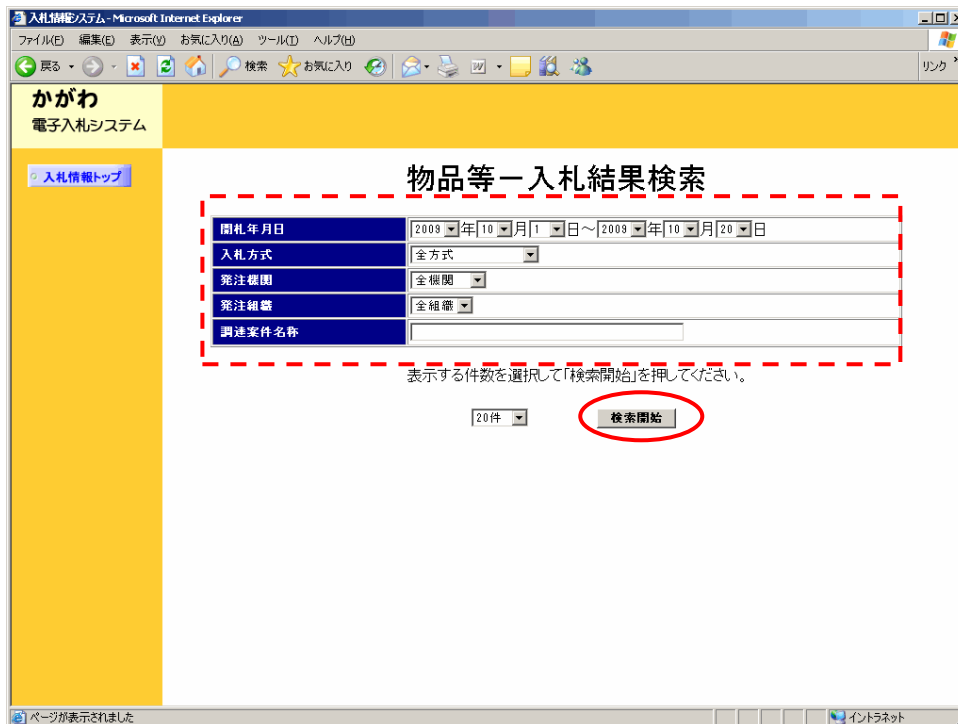 入札情報システム - Microsoft Internet Explorer
ファイル(F) 編集(E) 表示(V) お気に入り(A) ツール(T) ヘルプ(H)
戻る 検索 お気に入り リンク
かがわ
電子入札システム
入札情報トップ
物品等－入札結果検索
開札年月日 2009 年 10 月 1 日～ 2009 年 10 月 20 日
入札方式 全方式
発注機関 全機関
発注組織 全組織
調達案件名称
表示する件数を選択して「検索開始」を押してください。
20件 検索開始
ページが表示されました イントラネット